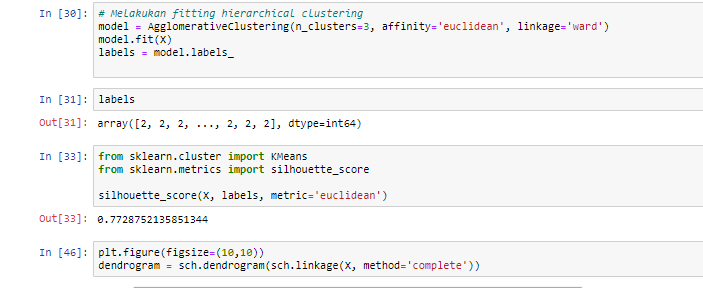 In [30]: # Melakukan fitting hierarchical clustering
model = AgglomerativeClustering(n_clusters=3, affinity='euclidean', linkage='ward')
model.fit(X)
labels = model.labels_
In [31]: labels
Out[31]: array([2, 2, 2, ..., 2, 2, 2], dtype=int64)
In [33]: from sklearn.cluster import KMeans
from sklearn.metrics import silhouette_score
silhouette_score(X, labels, metric='euclidean')
Out[33]: 0.7728752135851344
In [46]: plt.figure(figsize=(10,10))
dendrogram = sch.dendrogram(sch.linkage(X, method='complete'))